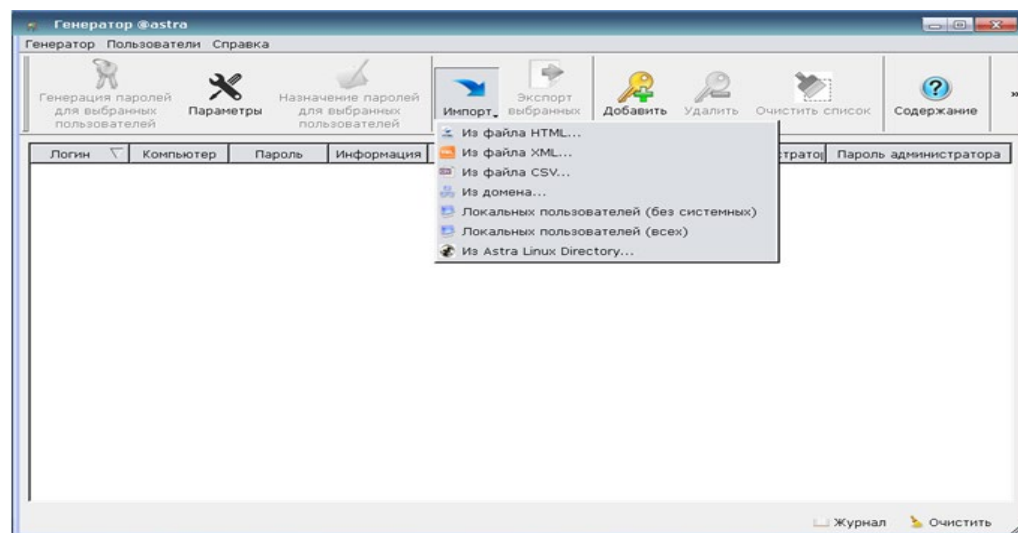 Генератор @astra
Генератор Пользователи Справка
Генерация паролей для выбранных пользователей
Параметры
Назначение паролей для выбранных пользователей
Импорт
Экспорт выбранных
Добавить
Удалить
Очистить список
Содержание
»
Логин Компьютер Пароль Информация Пароль администратора
Из файла HTML...
Из файла XML...
Из файла CSV...
Из домена...
Локальных пользователей (без системных)
Локальных пользователей (всех)
Из Astra Linux Directory...
Журнал Очистить